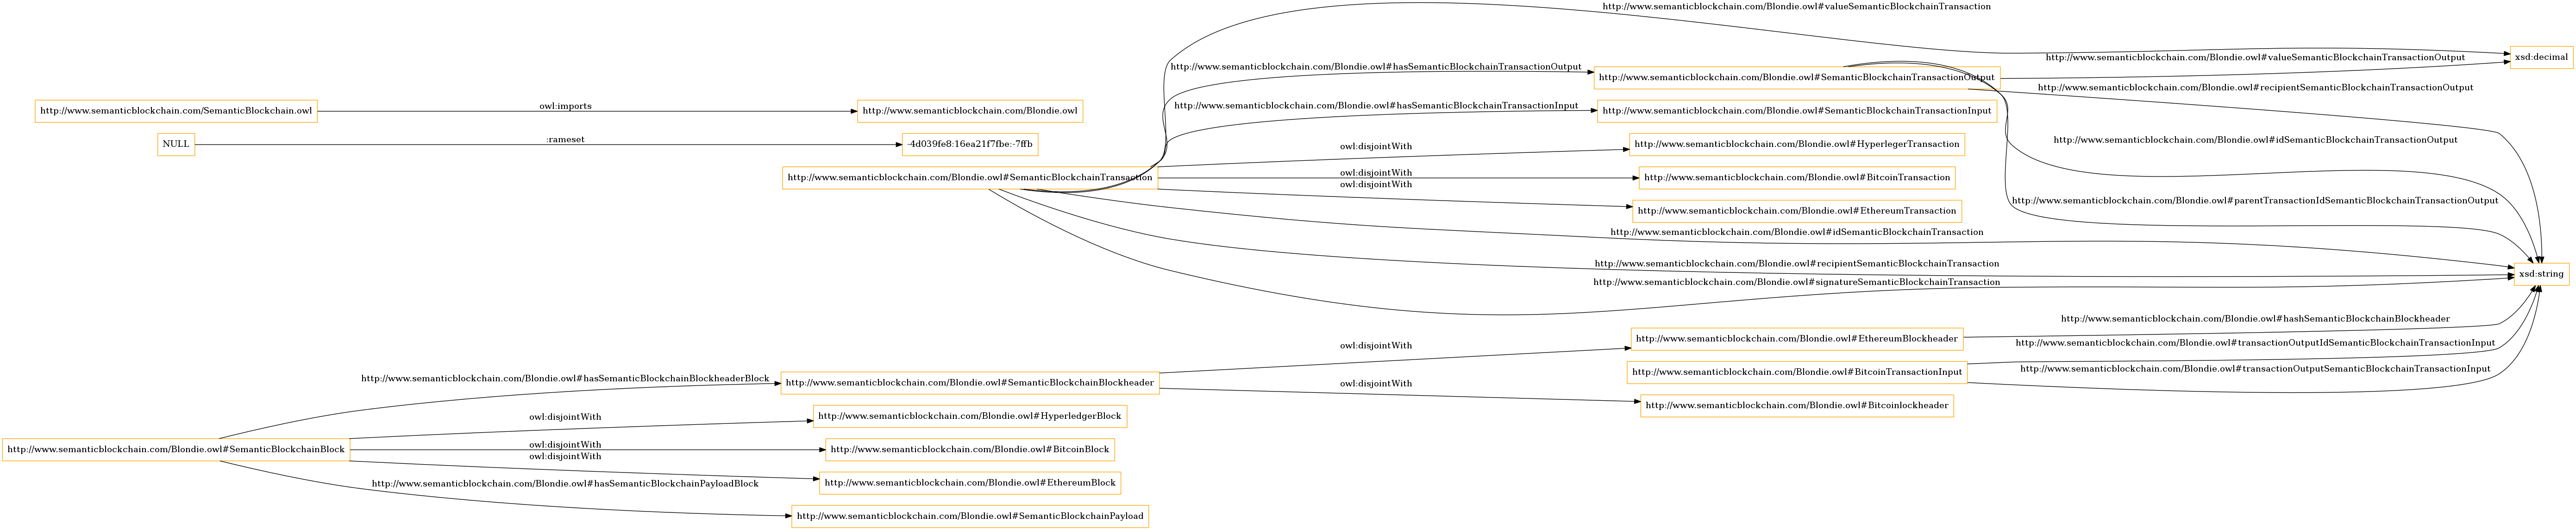 http://www.semanticblockchain.com/Blondie.owl#valueSemanticBlockchainTransaction
xsd:decimal
http://www.semanticblockchain.com/Blondie.owl#valueSemanticBlockchainTransactionOutput
http://www.semanticblockchain.com/Blondie.owl#hasSemanticBlockchainTransactionOutput
http://www.semanticblockchain.com/Blondie.owl#SemanticBlockchainTransactionOutput
http://www.semanticblockchain.com/Blondie.owl#recipientSemanticBlockchainTransactionOutput
http://www.semanticblockchain.com/SemanticBlockchain.owl
owl:imports
http://www.semanticblockchain.com/Blondie.owl
http://www.semanticblockchain.com/Blondie.owl#hasSemanticBlockchainTransactionInput
http://www.semanticblockchain.com/Blondie.owl#SemanticBlockchainTransactionInput
NULL
:rameset
-4d039fe8:16ea21f7fbe:-7ffb
owl:disjointWith
http://www.semanticblockchain.com/Blondie.owl#HyperlegerTransaction
http://www.semanticblockchain.com/Blondie.owl#idSemanticBlockchainTransactionOutput
http://www.semanticblockchain.com/Blondie.owl#SemanticBlockchainTransaction
owl:disjointWith
http://www.semanticblockchain.com/Blondie.owl#BitcoinTransaction
owl:disjointWith
http://www.semanticblockchain.com/Blondie.owl#EthereumTransaction
http://www.semanticblockchain.com/Blondie.owl#parentTransactionIdSemanticBlockchainTransactionOutput
http://www.semanticblockchain.com/Blondie.owl#idSemanticBlockchainTransaction
http://www.semanticblockchain.com/Blondie.owl#recipientSemanticBlockchainTransaction
xsd:string
http://www.semanticblockchain.com/Blondie.owl#signatureSemanticBlockchainTransaction
http://www.semanticblockchain.com/Blondie.owl#hashSemanticBlockchainBlockheader
owl:disjointWith
http://www.semanticblockchain.com/Blondie.owl#EthereumBlockheader
http://www.semanticblockchain.com/Blondie.owl#transactionOutputIdSemanticBlockchainTransactionInput
http://www.semanticblockchain.com/Blondie.owl#BitcoinTransactionInput
http://www.semanticblockchain.com/Blondie.owl#transactionOutputSemanticBlockchainTransactionInput
http://www.semanticblockchain.com/Blondie.owl#hasSemanticBlockchainBlockheaderBlock
http://www.semanticblockchain.com/Blondie.owl#SemanticBlockchainBlockheader
owl:disjointWith
http://www.semanticblockchain.com/Blondie.owl#Bitcoinlockheader
owl:disjointWith
http://www.semanticblockchain.com/Blondie.owl#HyperledgerBlock
http://www.semanticblockchain.com/Blondie.owl#SemanticBlockchainBlock
owl:disjointWith
http://www.semanticblockchain.com/Blondie.owl#BitcoinBlock
owl:disjointWith
http://www.semanticblockchain.com/Blondie.owl#EthereumBlock
http://www.semanticblockchain.com/Blondie.owl#hasSemanticBlockchainPayloadBlock
http://www.semanticblockchain.com/Blondie.owl#SemanticBlockchainPayload